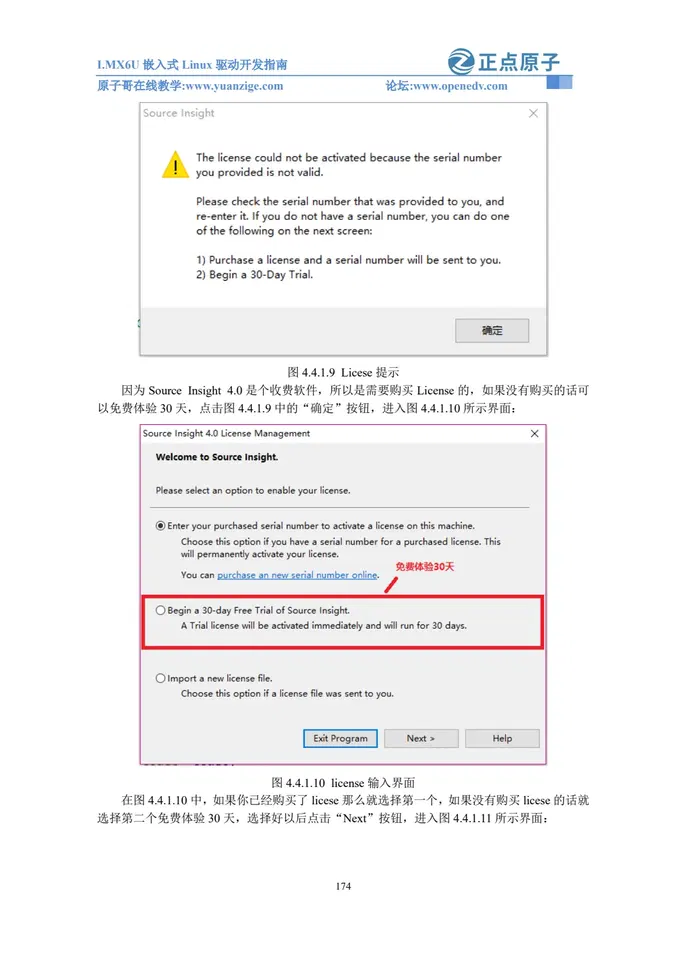 I.MX6U 嵌入式 Linux 驱动开发指南
正点原子
原子哥在线教学:www.yuanzige.com
论坛:www.openedv.com
Source Insight
The license could not be activated because the serial number
you provided is not valid.
Please check the serial number that was provided to you, and
re-enter it. If you do not have a serial number, you can do one
of the following on the next screen:
1) Purchase a license and a serial number will be sent to you.
2) Begin a 30-Day Trial.
确定
图 4.4.1.9 Licese 提示
因为 Source Insight 4.0 是个收费软件，所以是需要购买 License 的，如果没有购买的话可
以免费体验 30 天，点击图 4.4.1.9 中的“确定”按钮，进入图 4.4.1.10 所示界面：
Source Insight 4.0 License Management
Welcome to Source Insight.
Please select an option to enable your license.
Enter your purchased serial number to activate a license on this machine.
Choose this option if you have a serial number for a purchased license. This
will permanently activate your license.
You can purchase an new serial number online.
免费体验30天
Begin a 30-day Free Trial of Source Insight.
A Trial license will be activated immediately and will run for 30 days.
Import a new license file.
Choose this option if a license file was sent to you.
Exit Program
Next >
Help
图 4.4.1.10 license 输入界面
在图 4.4.1.10 中，如果你已经购买了 licese 那么就选择第一个，如果没有购买 licese 的话就
选择第二个免费体验 30 天，选择好以后点击“Next”按钮，进入图 4.4.1.11 所示界面：
174